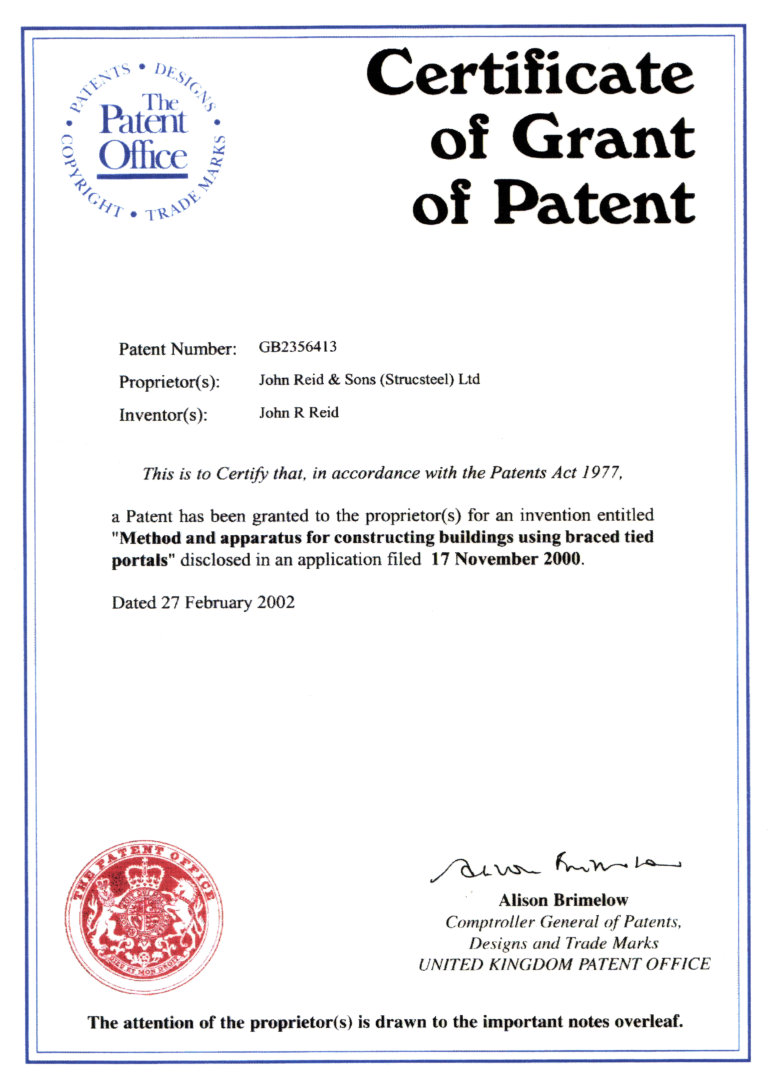 PATENTS • DESIGNS • COPYRIGHT • TRADE MARKS •
The
Patent
Office
Certificate
of Grant
of Patent
Patent Number: GB2356413
Proprietor(s): John Reid & Sons (Strucsteel) Ltd
Inventor(s): John R Reid
This is to Certify that, in accordance with the Patents Act 1977,
a Patent has been granted to the proprietor(s) for an invention entitled
"Method and apparatus for constructing buildings using braced tied
portals" disclosed in an application filed 17 November 2000.
Dated 27 February 2002
THE PATENT OFFICE
DIEU ET MON DROIT
Alison Brimelow
Alison Brimelow
Comptroller General of Patents,
Designs and Trade Marks
UNITED KINGDOM PATENT OFFICE
The attention of the proprietor(s) is drawn to the important notes overleaf.